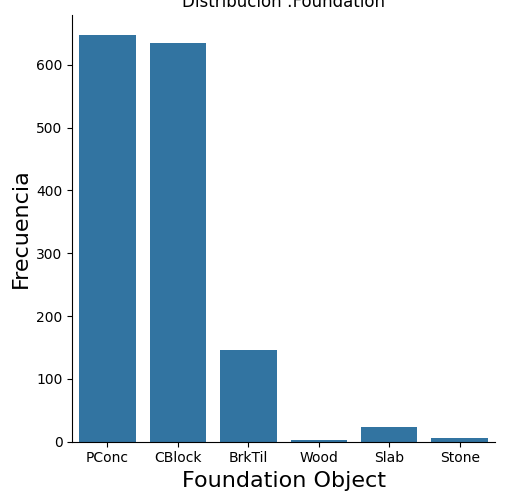 Distribución .Foundation
600
500
400
300
200
100
0
Frecuencia
PConc CBlock BrkTil Wood Slab Stone
Foundation Object